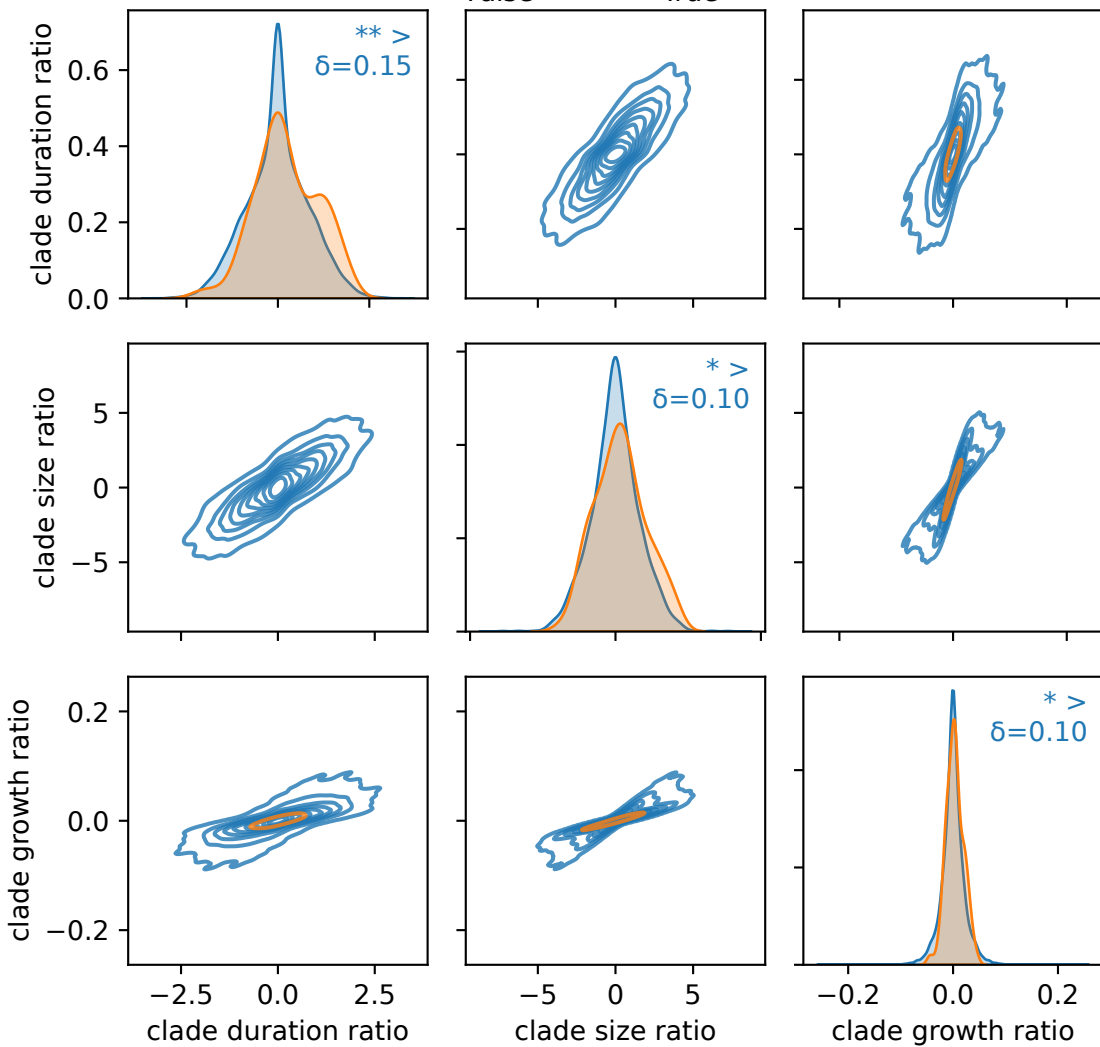 True
** >
δ=0.15
clade duration ratio
0.6
0.4
0.2
0.0
* >
δ=0.10
clade size ratio
5
0
−5
* >
δ=0.10
clade growth ratio
0.2
0.0
−0.2
−2.5 0.0 2.5
−5 0 5
−0.2 0.0 0.2
clade duration ratio
clade size ratio
clade growth ratio